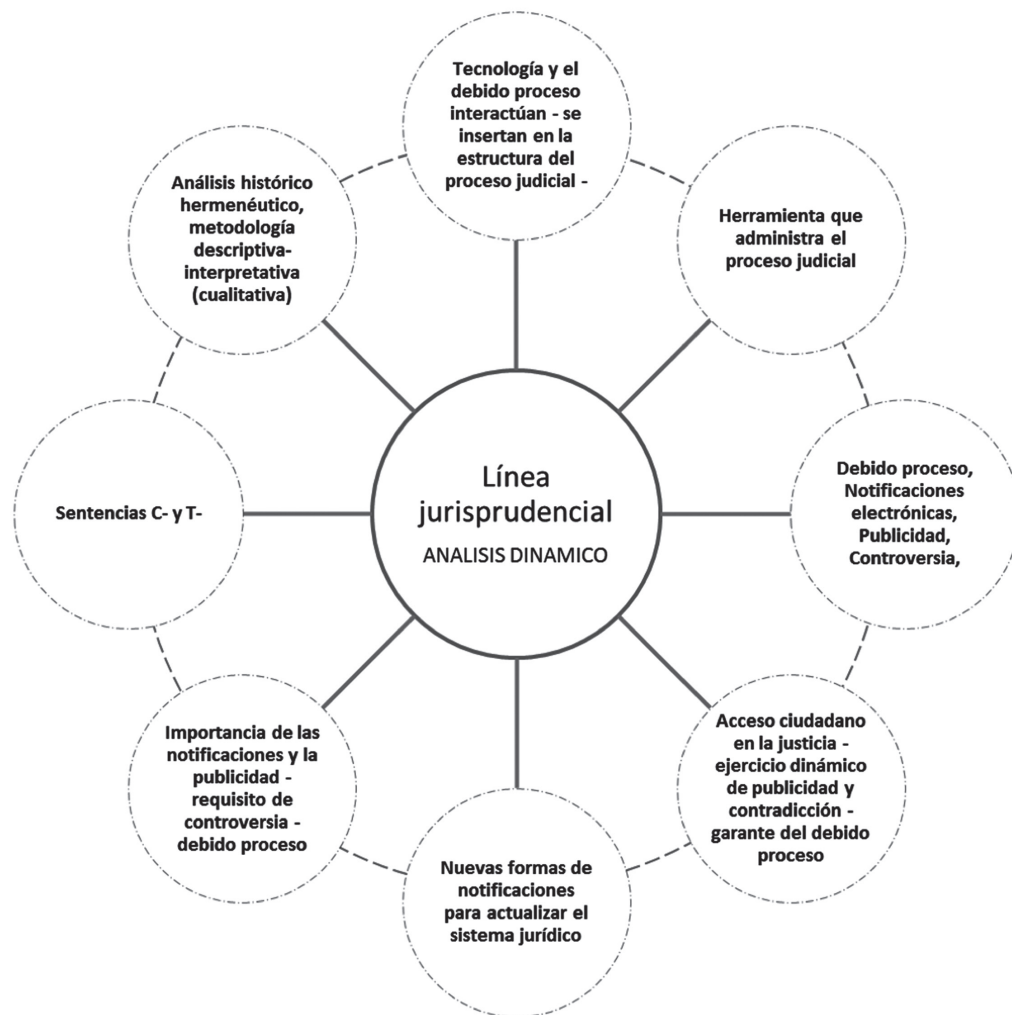 Tecnología y el
debido proceso
interactúan - se
insertan en la
estructura del
proceso judicial -
Herramienta que
administra el
proceso judicial
Debido proceso,
Notificaciones
electrónicas,
Publicidad,
Controversia,
Acceso ciudadano
en la justicia -
ejercicio dinámico
de publicidad y
contradicción -
garante del debido
proceso
Nuevas formas de
notificaciones
para actualizar el
sistema jurídico
Importancia de las
notificaciones y la
publicidad -
requisito de
controversia -
debido proceso
Sentencias C- y T-
Análisis histórico
hermenéutico,
metodología
descriptiva-
interpretativa
(cualitativa)
Línea
jurisprudencial
ANALISIS DINAMICO